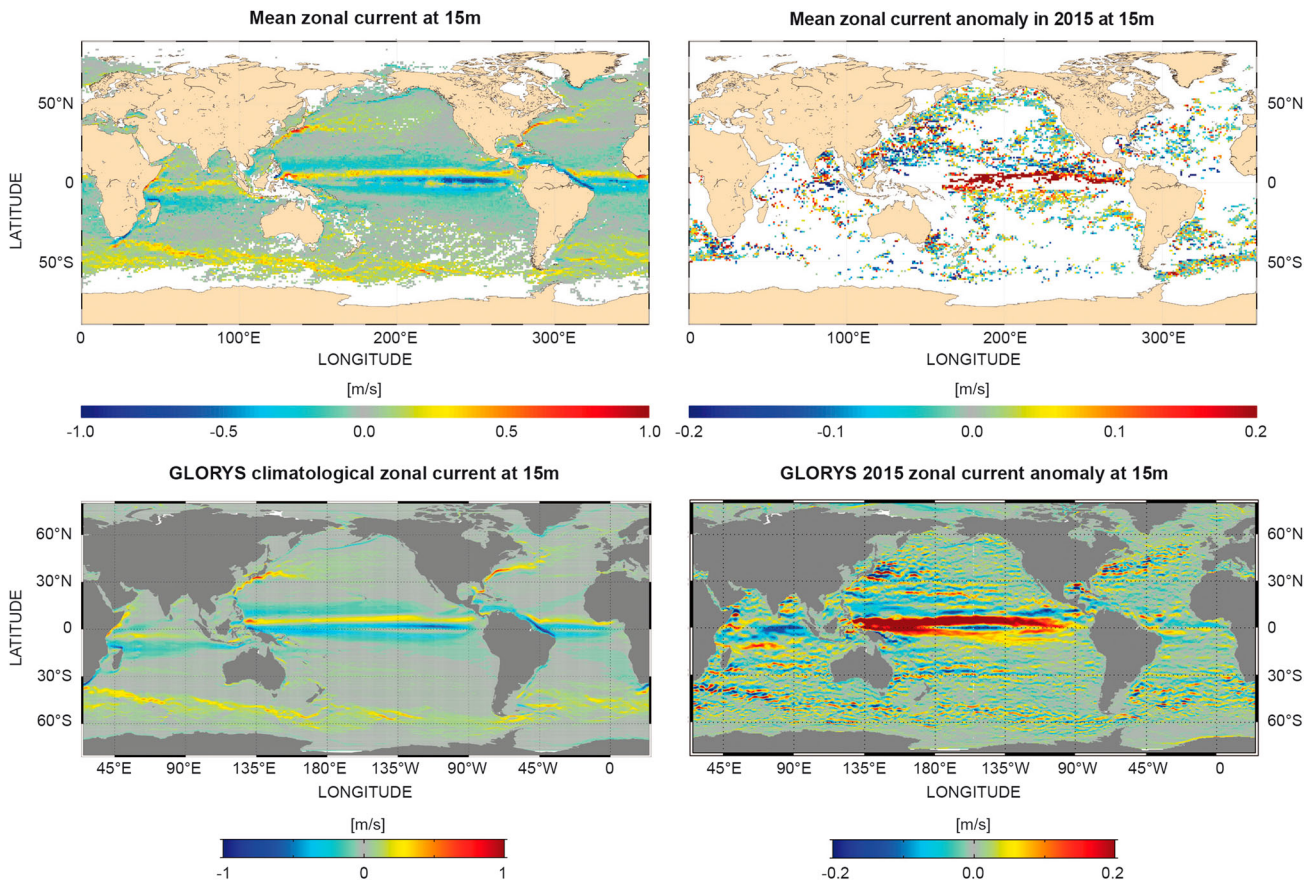 Mean zonal current at 15m
Mean zonal current anomaly in 2015 at 15m
LATITUDE
50°N
0
50°S
50°N
0
50°S
0 100°E 200°E 300°E
0 100°E 200°E 300°E
LONGITUDE
LONGITUDE
[m/s]
[m/s]
-1.0 -0.5 0.0 0.5 1.0
-0.2 -0.1 0.0 0.1 0.2
GLORYS climatological zonal current at 15m
GLORYS 2015 zonal current anomaly at 15m
LATITUDE
60°N
30°N
0
30°S
60°S
60°N
30°N
0
30°S
60°S
45°E 90°E 135°E 180°E 135°W 90°W 45°W 0
45°E 90°E 135°E 180°E 135°W 90°W 45°W 0
LONGITUDE
LONGITUDE
[m/s]
[m/s]
-1 0 1
-0.2 0 0.2